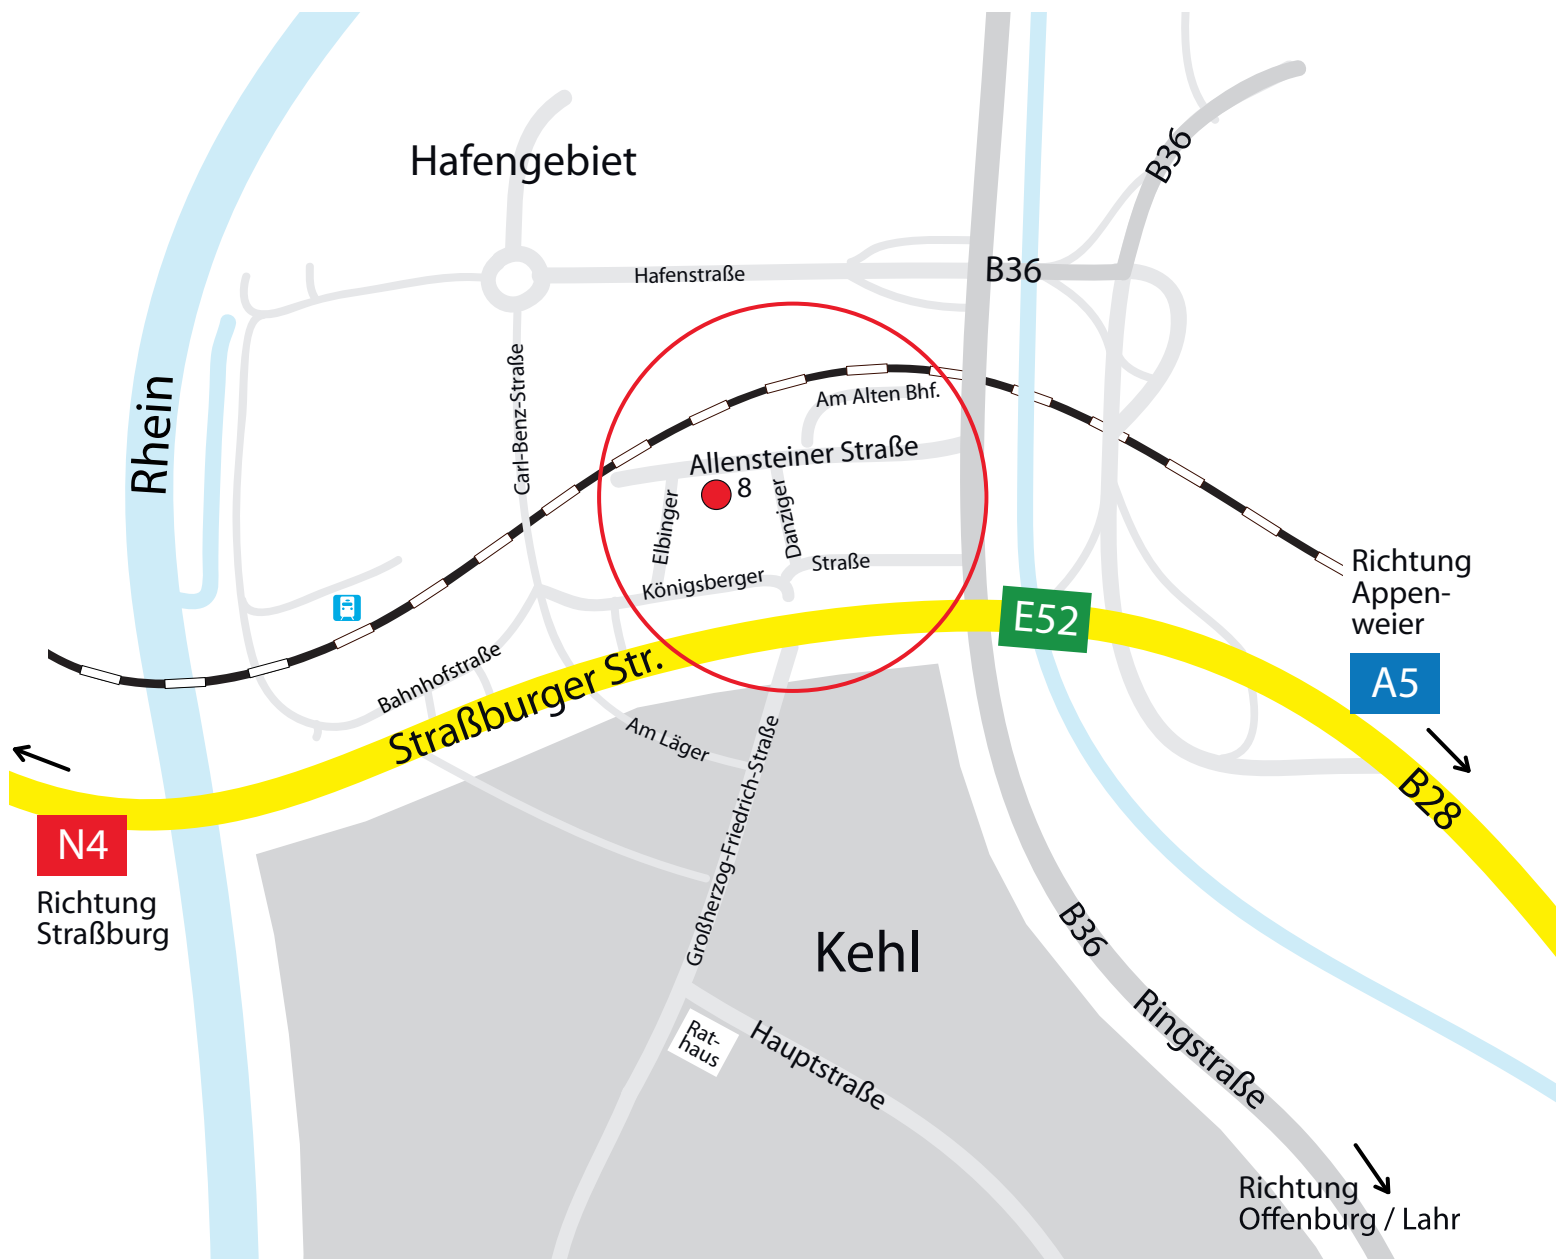 B36
Hafengebiet
Hafenstraße
B36
Rhein
Carl-Benz-Straße
Am Alten Bhf.
Allensteiner Straße
8
Elbinger
Danziger
Königsberger
Straße
Richtung
Appen-
weier
A5
E52
Bahnhofstraße
Straßburger Str.
Am Läger
Großherzog-Friedrich-Straße
B28
N4
Richtung
Straßburg
Kehl
B36
Ringstraße
Rat-
haus
Hauptstraße
Richtung
Offenburg / Lahr